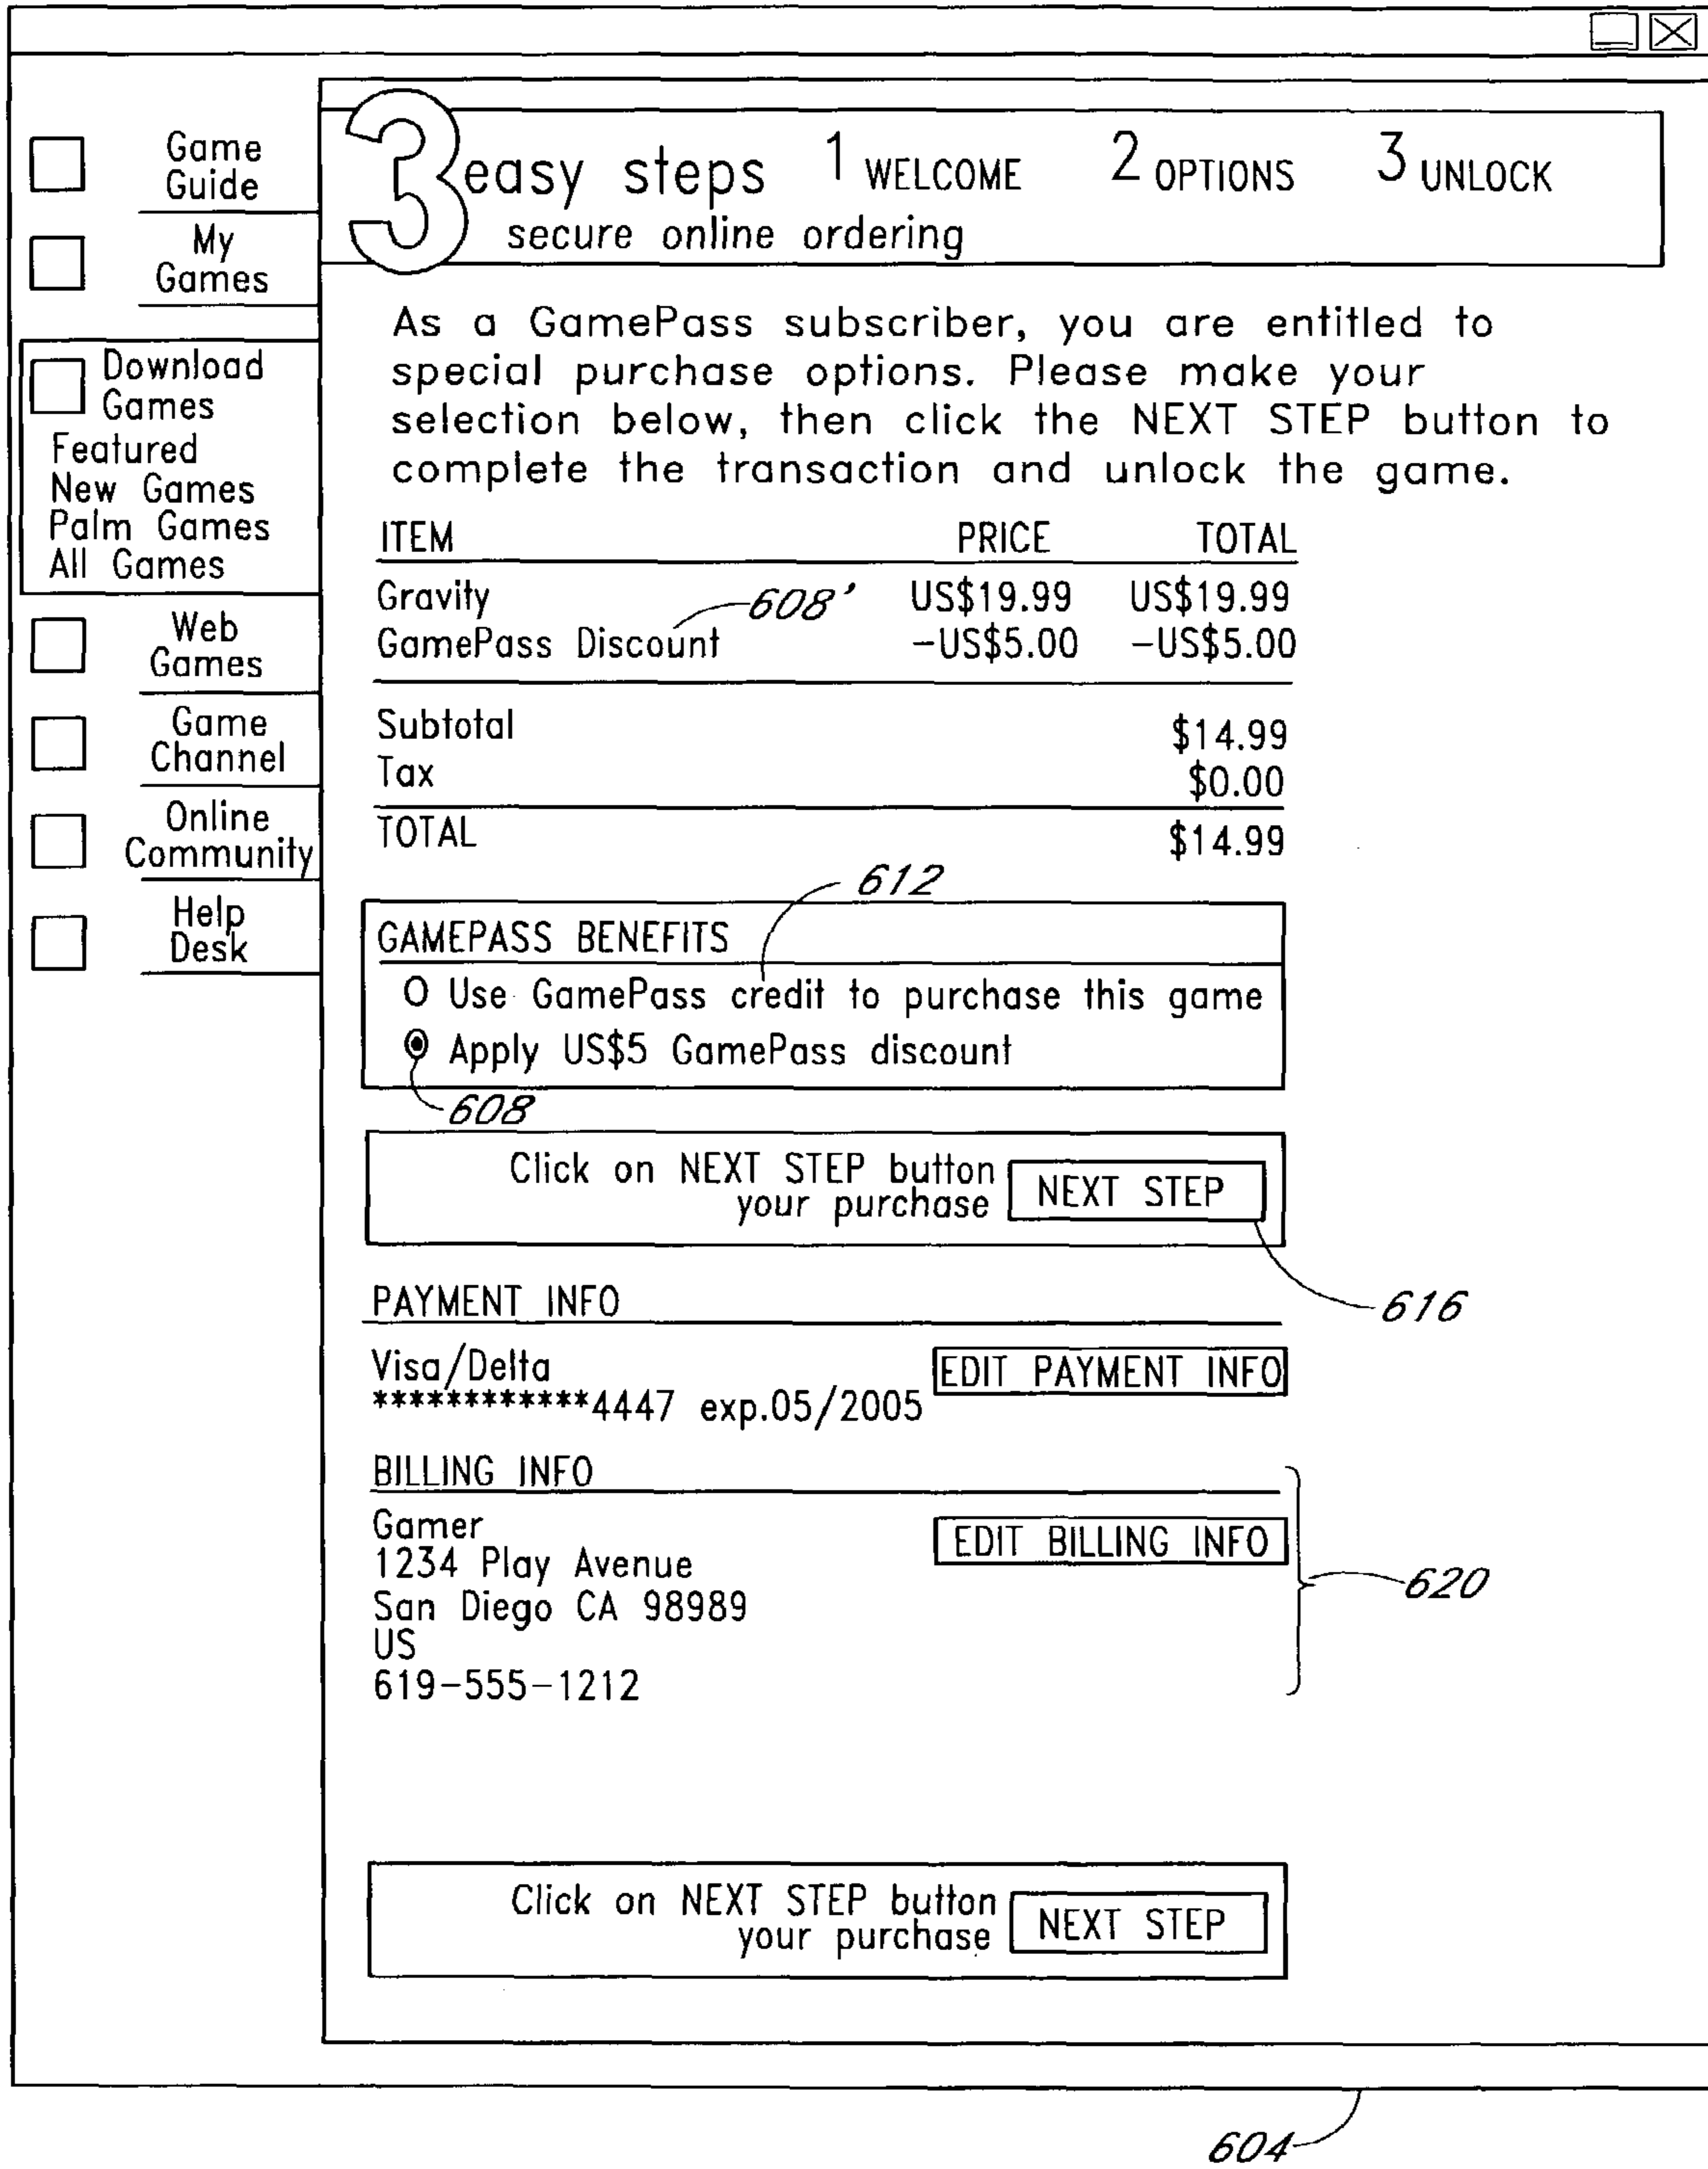 Game
Guide
My
Games
Download
Games
Featured
New Games
Palm Games
All Games
Web
Games
Game
Channel
Online
Community
Help
Desk
3 easy steps 1 WELCOME 2 OPTIONS 3 UNLOCK
secure online ordering
As a GamePass subscriber, you are entitled to
special purchase options. Please make your
selection below, then click the NEXT STEP button to
complete the transaction and unlock the game.
ITEM PRICE TOTAL
Gravity 608' US$19.99 US$19.99
GamePass Discount -US$5.00 -US$5.00
Subtotal $14.99
Tax $0.00
TOTAL $14.99
612
GAMEPASS BENEFITS
Use GamePass credit to purchase this game
Apply US$5 GamePass discount
608
Click on NEXT STEP button
your purchase
NEXT STEP
616
PAYMENT INFO
Visa/Delta EDIT PAYMENT INFO
************4447 exp.05/2005
BILLING INFO
Gamer EDIT BILLING INFO
1234 Play Avenue
620
San Diego CA 98989
US
619-555-1212
Click on NEXT STEP button
your purchase
NEXT STEP
604